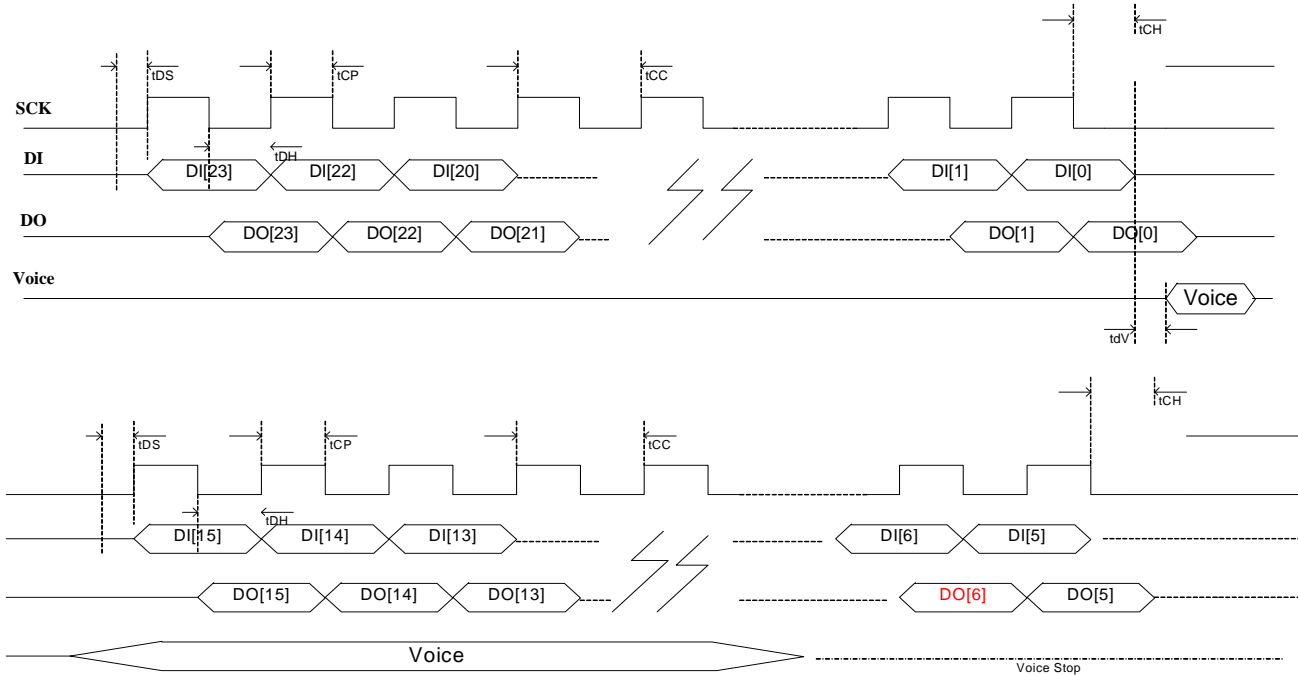 tCH
tDS tCP tCC
SCK
tDH
DI DI[23] DI[22] DI[20] DI[1] DI[0]
DO DO[23] DO[22] DO[21] DO[1] DO[0]
Voice Voice
tdV
tCH
tDS tCP tCC
tDH
DI[15] DI[14] DI[13] DI[6] DI[5]
DO[15] DO[14] DO[13] DO[6] DO[5]
Voice
Voice Stop